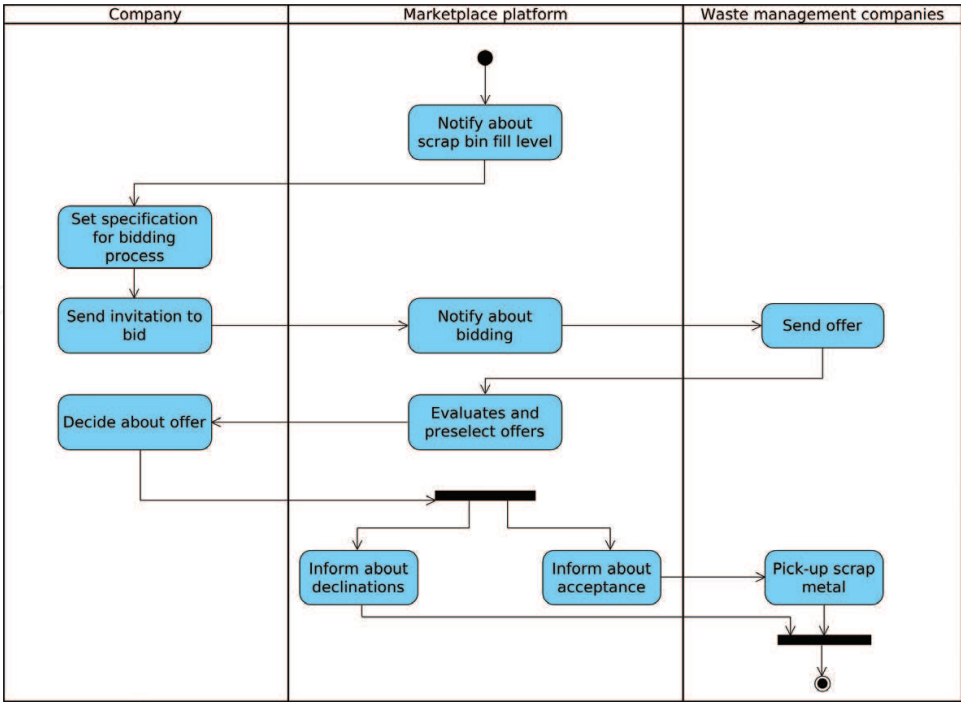 Company
Marketplace platform
Waste management companies
Notify about
scrap bin fill level
Set specification
for bidding
process
Send invitation to
bid
Notify about
bidding
Send offer
Decide about offer
Evaluates and
preselect offers
Inform about
declinations
Inform about
acceptance
Pick-up scrap
metal